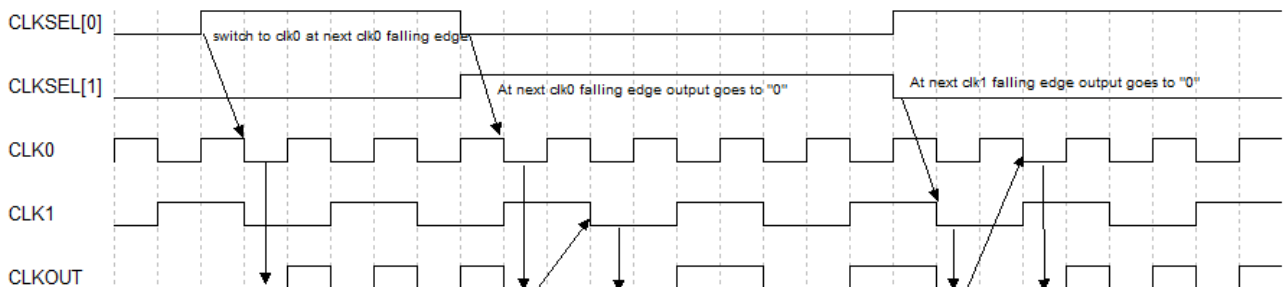 CLKSEL[0]
switch to clk0 at next clk0 falling edge
CLKSEL[1]
At next clk0 falling edge output goes to "0"
At next clk1 falling edge output goes to "0"
CLK0
CLK1
CLKOUT